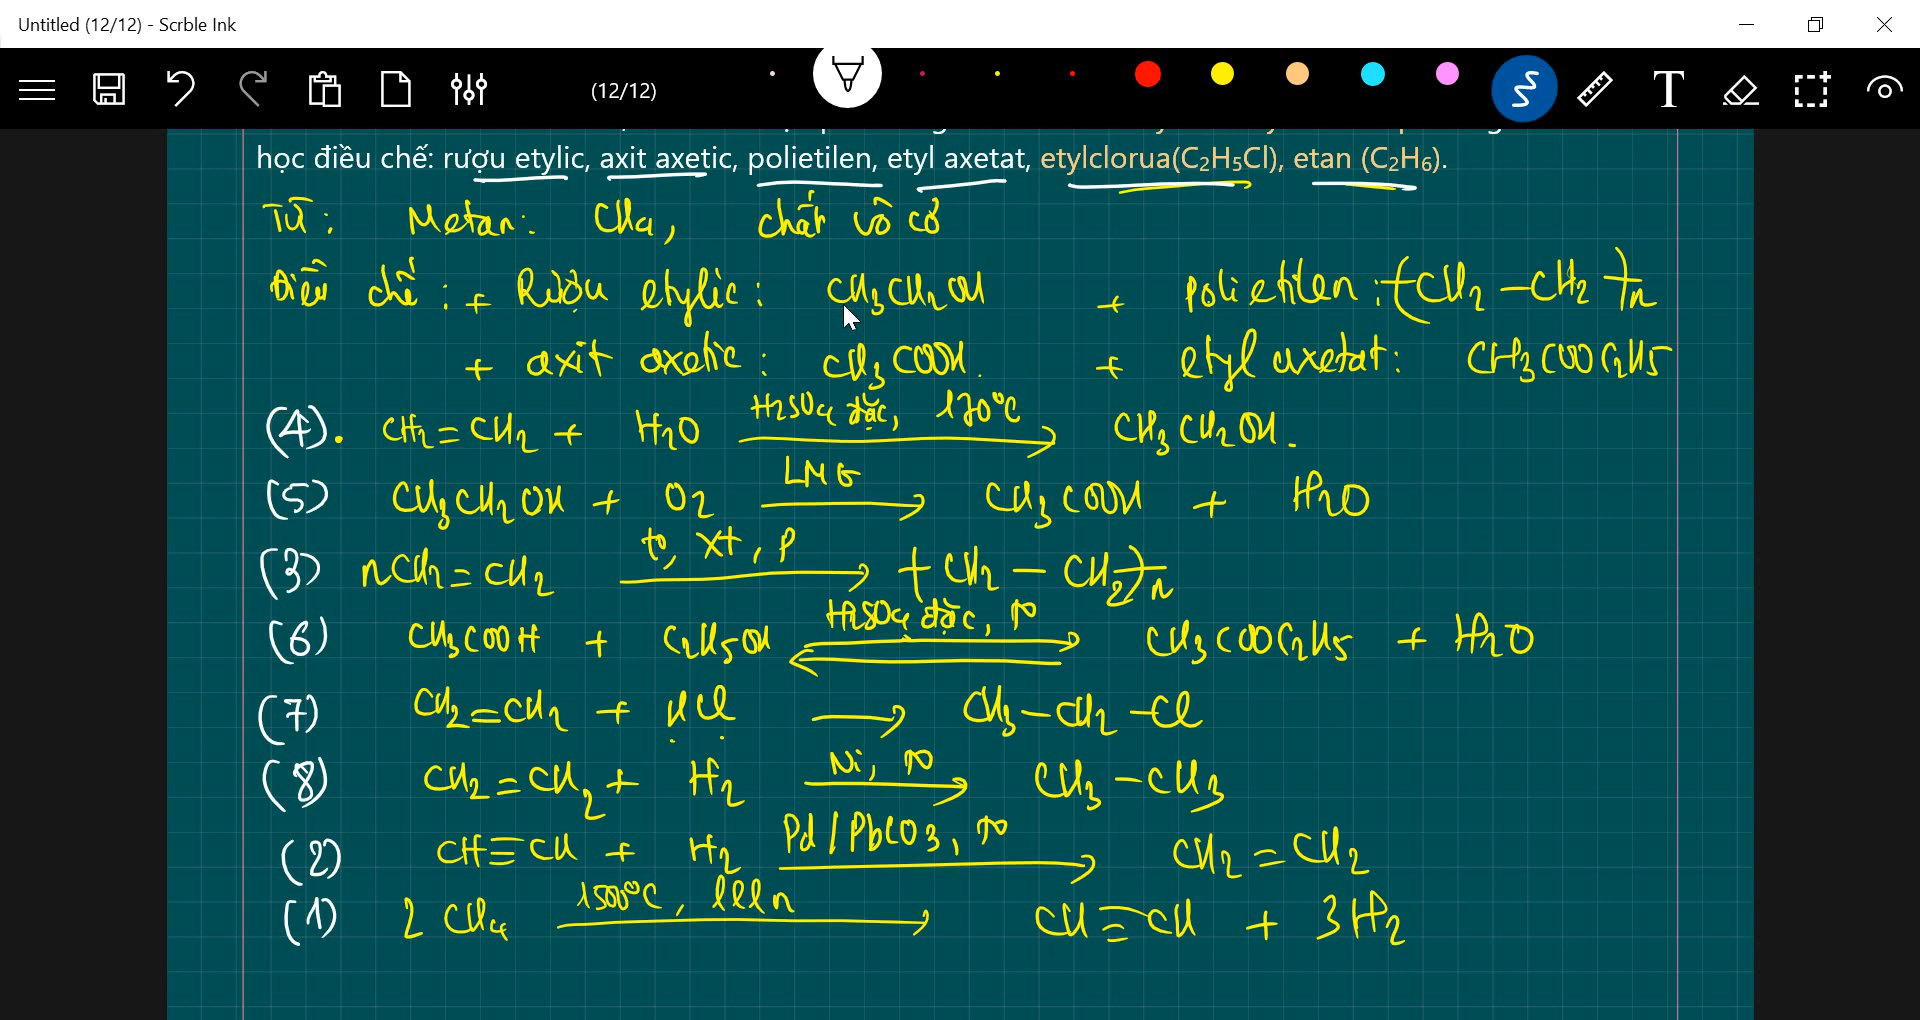 Untitled (12/12) - Scrble Ink
(12/12)
T
học điều chế: rượu etylic, axit axetic, polietilen, etyl axetat, etylclorua(C₂H₅Cl), etan (C₂H₆).
Từ: Metan: CH₄, chất vô cơ
Điều chế: + Rượu etylic: CH₃CH₂OH + Polietilen: (CH₂-CH₂)n
+ axit axetic: CH₃COOH. + etyl axetat: CH₃COOC₂H₅
(4). CH₂=CH₂ + H₂O H₂SO₄ đặc, 170°C → CH₃CH₂OH.
(5) CH₃CH₂OH + O₂ LMG → CH₃COOH + H₂O
(3) nCH₂=CH₂ t°, xt, p → (CH₂-CH₂)n
(6) CH₃COOH + C₂H₅OH H₂SO₄ đặc, t° ⇌ CH₃COOC₂H₅ + H₂O
(7) CH₂=CH₂ + HCl → CH₃-CH₂-Cl
(8) CH₂=CH₂ + H₂ Ni, t° → CH₃-CH₃
(2) CH≡CH + H₂ Pd/PbCO₃, t° → CH₂=CH₂
(1) 2CH₄ 1500°C, llln → CH≡CH + 3H₂